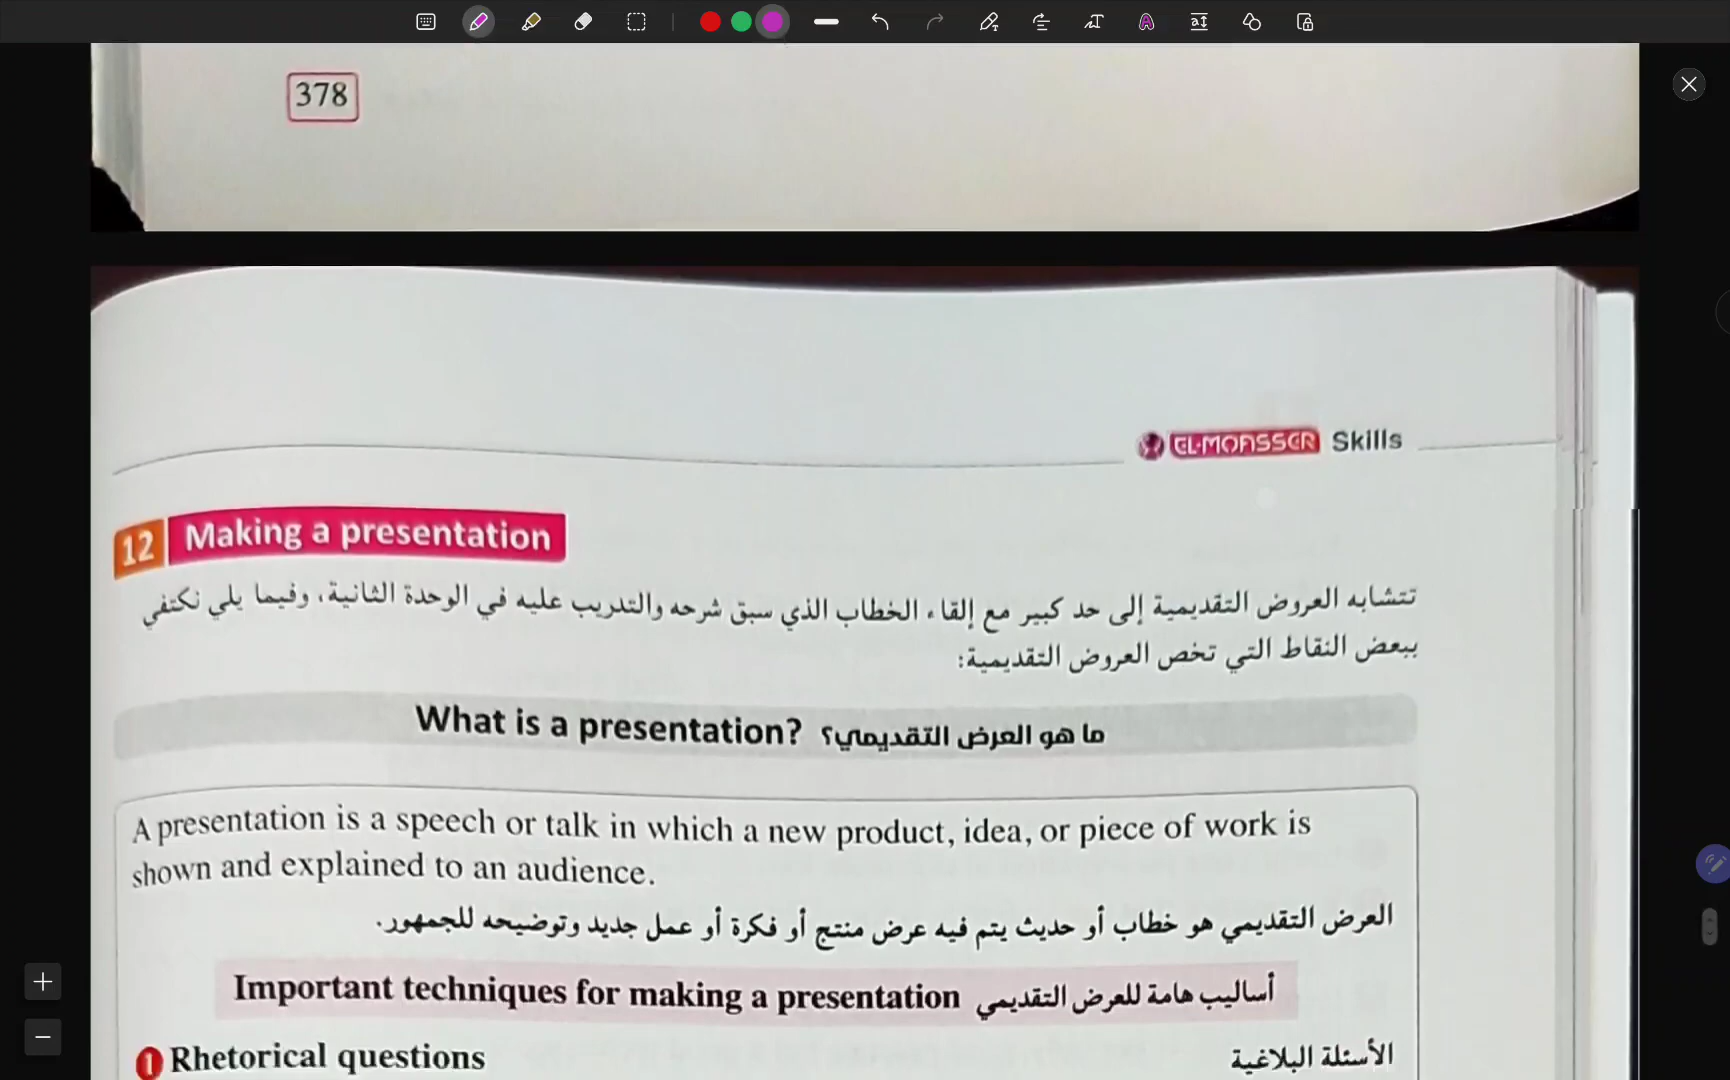 378
EL-MOASSER Skills
12 Making a presentation
تتشابه العروض التقديمية إلى حد كبير مع إلقاء الخطاب الذي سبق شرحه والتدريب عليه في الوحدة الثانية، وفيما يلي نكتفي
ببعض النقاط التي تخص العروض التقديمية:
What is a presentation? ما هو العرض التقديمي؟
A presentation is a speech or talk in which a new product, idea, or piece of work is
shown and explained to an audience.
العرض التقديمي هو خطاب أو حديث يتم فيه عرض منتج أو فكرة أو عمل جديد وتوضيحه للجمهور.
Important techniques for making a presentation أساليب هامة للعرض التقديمي
1 Rhetorical questions الأسئلة البلاغية